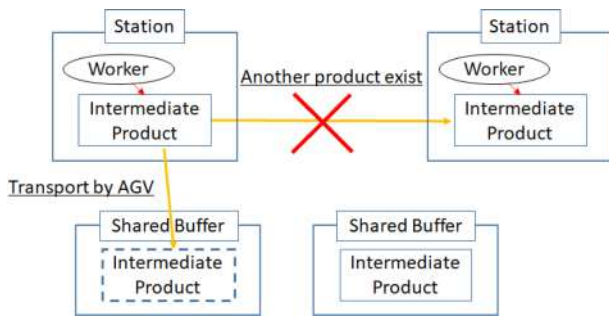 Station
Station
Worker
Another product exist
Worker
Intermediate
Product
Intermediate
Product
Transport by AGV
Shared Buffer
Shared Buffer
Intermediate
Product
Intermediate
Product